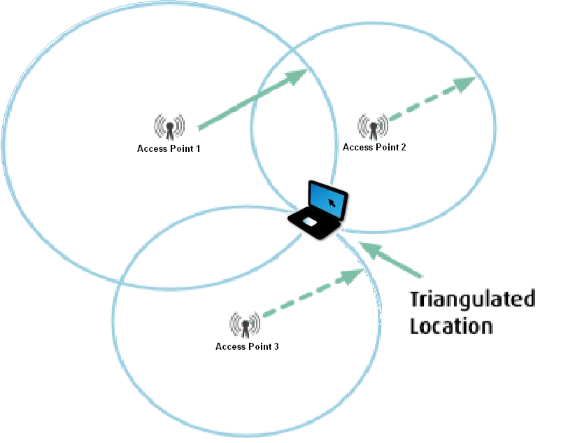 Access Point 1
Access Point 2
Triangulated
Location
Access Point 3